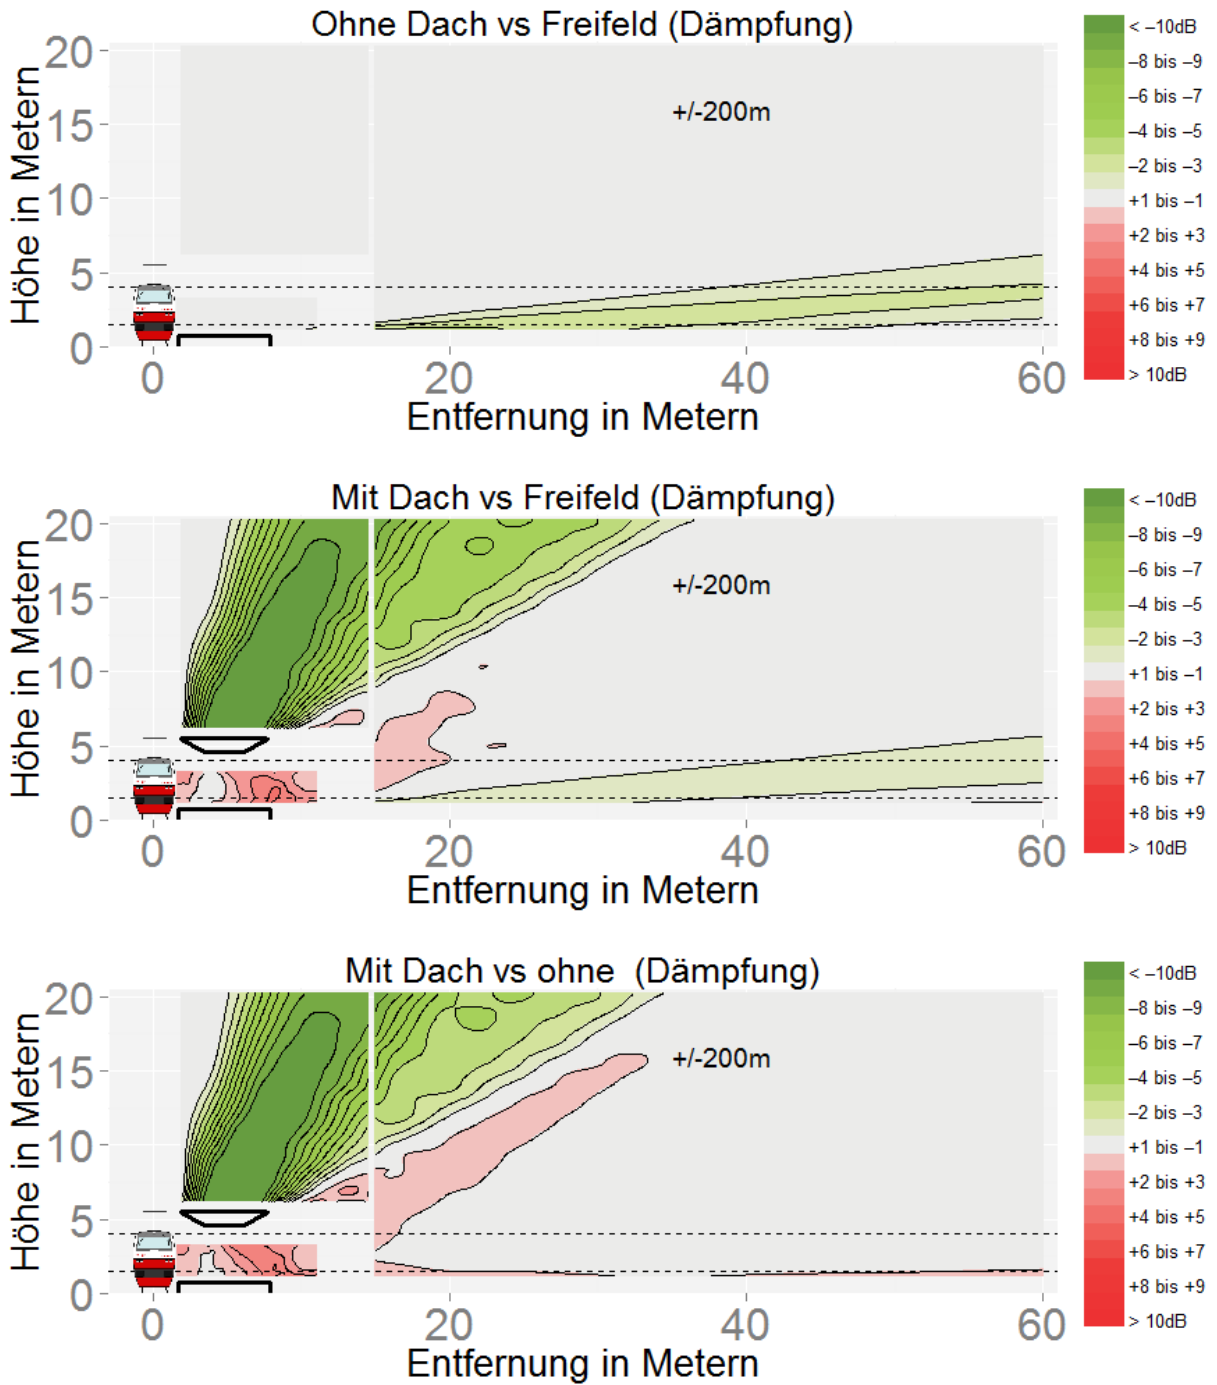 Ohne Dach vs Freifeld (Dämpfung)
Höhe in Metern
20
15
10
5
0
+/-200m
0 20 40 60
Entfernung in Metern
< –10dB
–8 bis –9
–6 bis –7
–4 bis –5
–2 bis –3
+1 bis –1
+2 bis +3
+4 bis +5
+6 bis +7
+8 bis +9
> 10dB
Mit Dach vs Freifeld (Dämpfung)
Höhe in Metern
20
15
10
5
0
+/-200m
0 20 40 60
Entfernung in Metern
< –10dB
–8 bis –9
–6 bis –7
–4 bis –5
–2 bis –3
+1 bis –1
+2 bis +3
+4 bis +5
+6 bis +7
+8 bis +9
> 10dB
Mit Dach vs ohne (Dämpfung)
Höhe in Metern
20
15
10
5
0
+/-200m
0 20 40 60
Entfernung in Metern
< –10dB
–8 bis –9
–6 bis –7
–4 bis –5
–2 bis –3
+1 bis –1
+2 bis +3
+4 bis +5
+6 bis +7
+8 bis +9
> 10dB